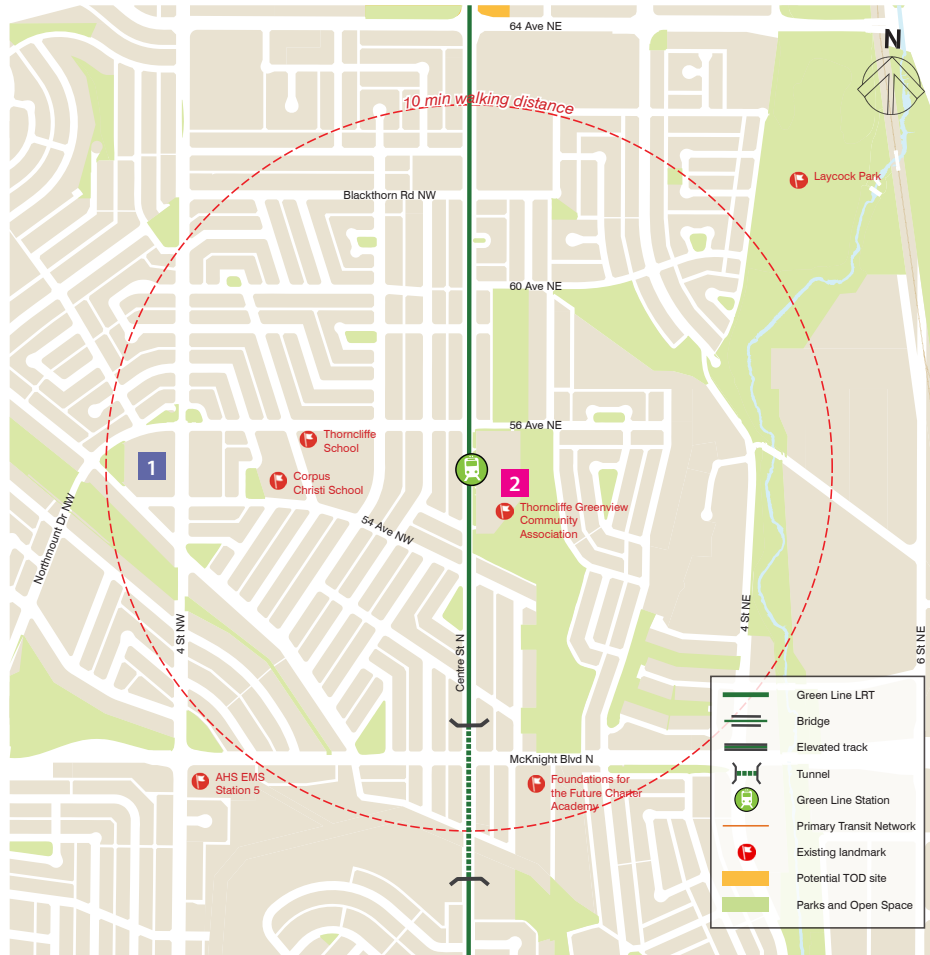 64 Ave NE
N
10 min walking distance
Laycock Park
Blackthorn Rd NW
60 Ave NE
56 Ave NE
Thorncliffe
School
1
Corpus
Christi School
2
Thorncliffe Greenview
Community
Association
54 Ave NW
Northmount Dr NW
4 St NW
Centre St N
4 St NE
6 St NE
McKnight Blvd N
AHS EMS
Station 5
Foundations for
the Future Charter
Academy
Green Line LRT
Bridge
Elevated track
Tunnel
Green Line Station
Primary Transit Network
Existing landmark
Potential TOD site
Parks and Open Space